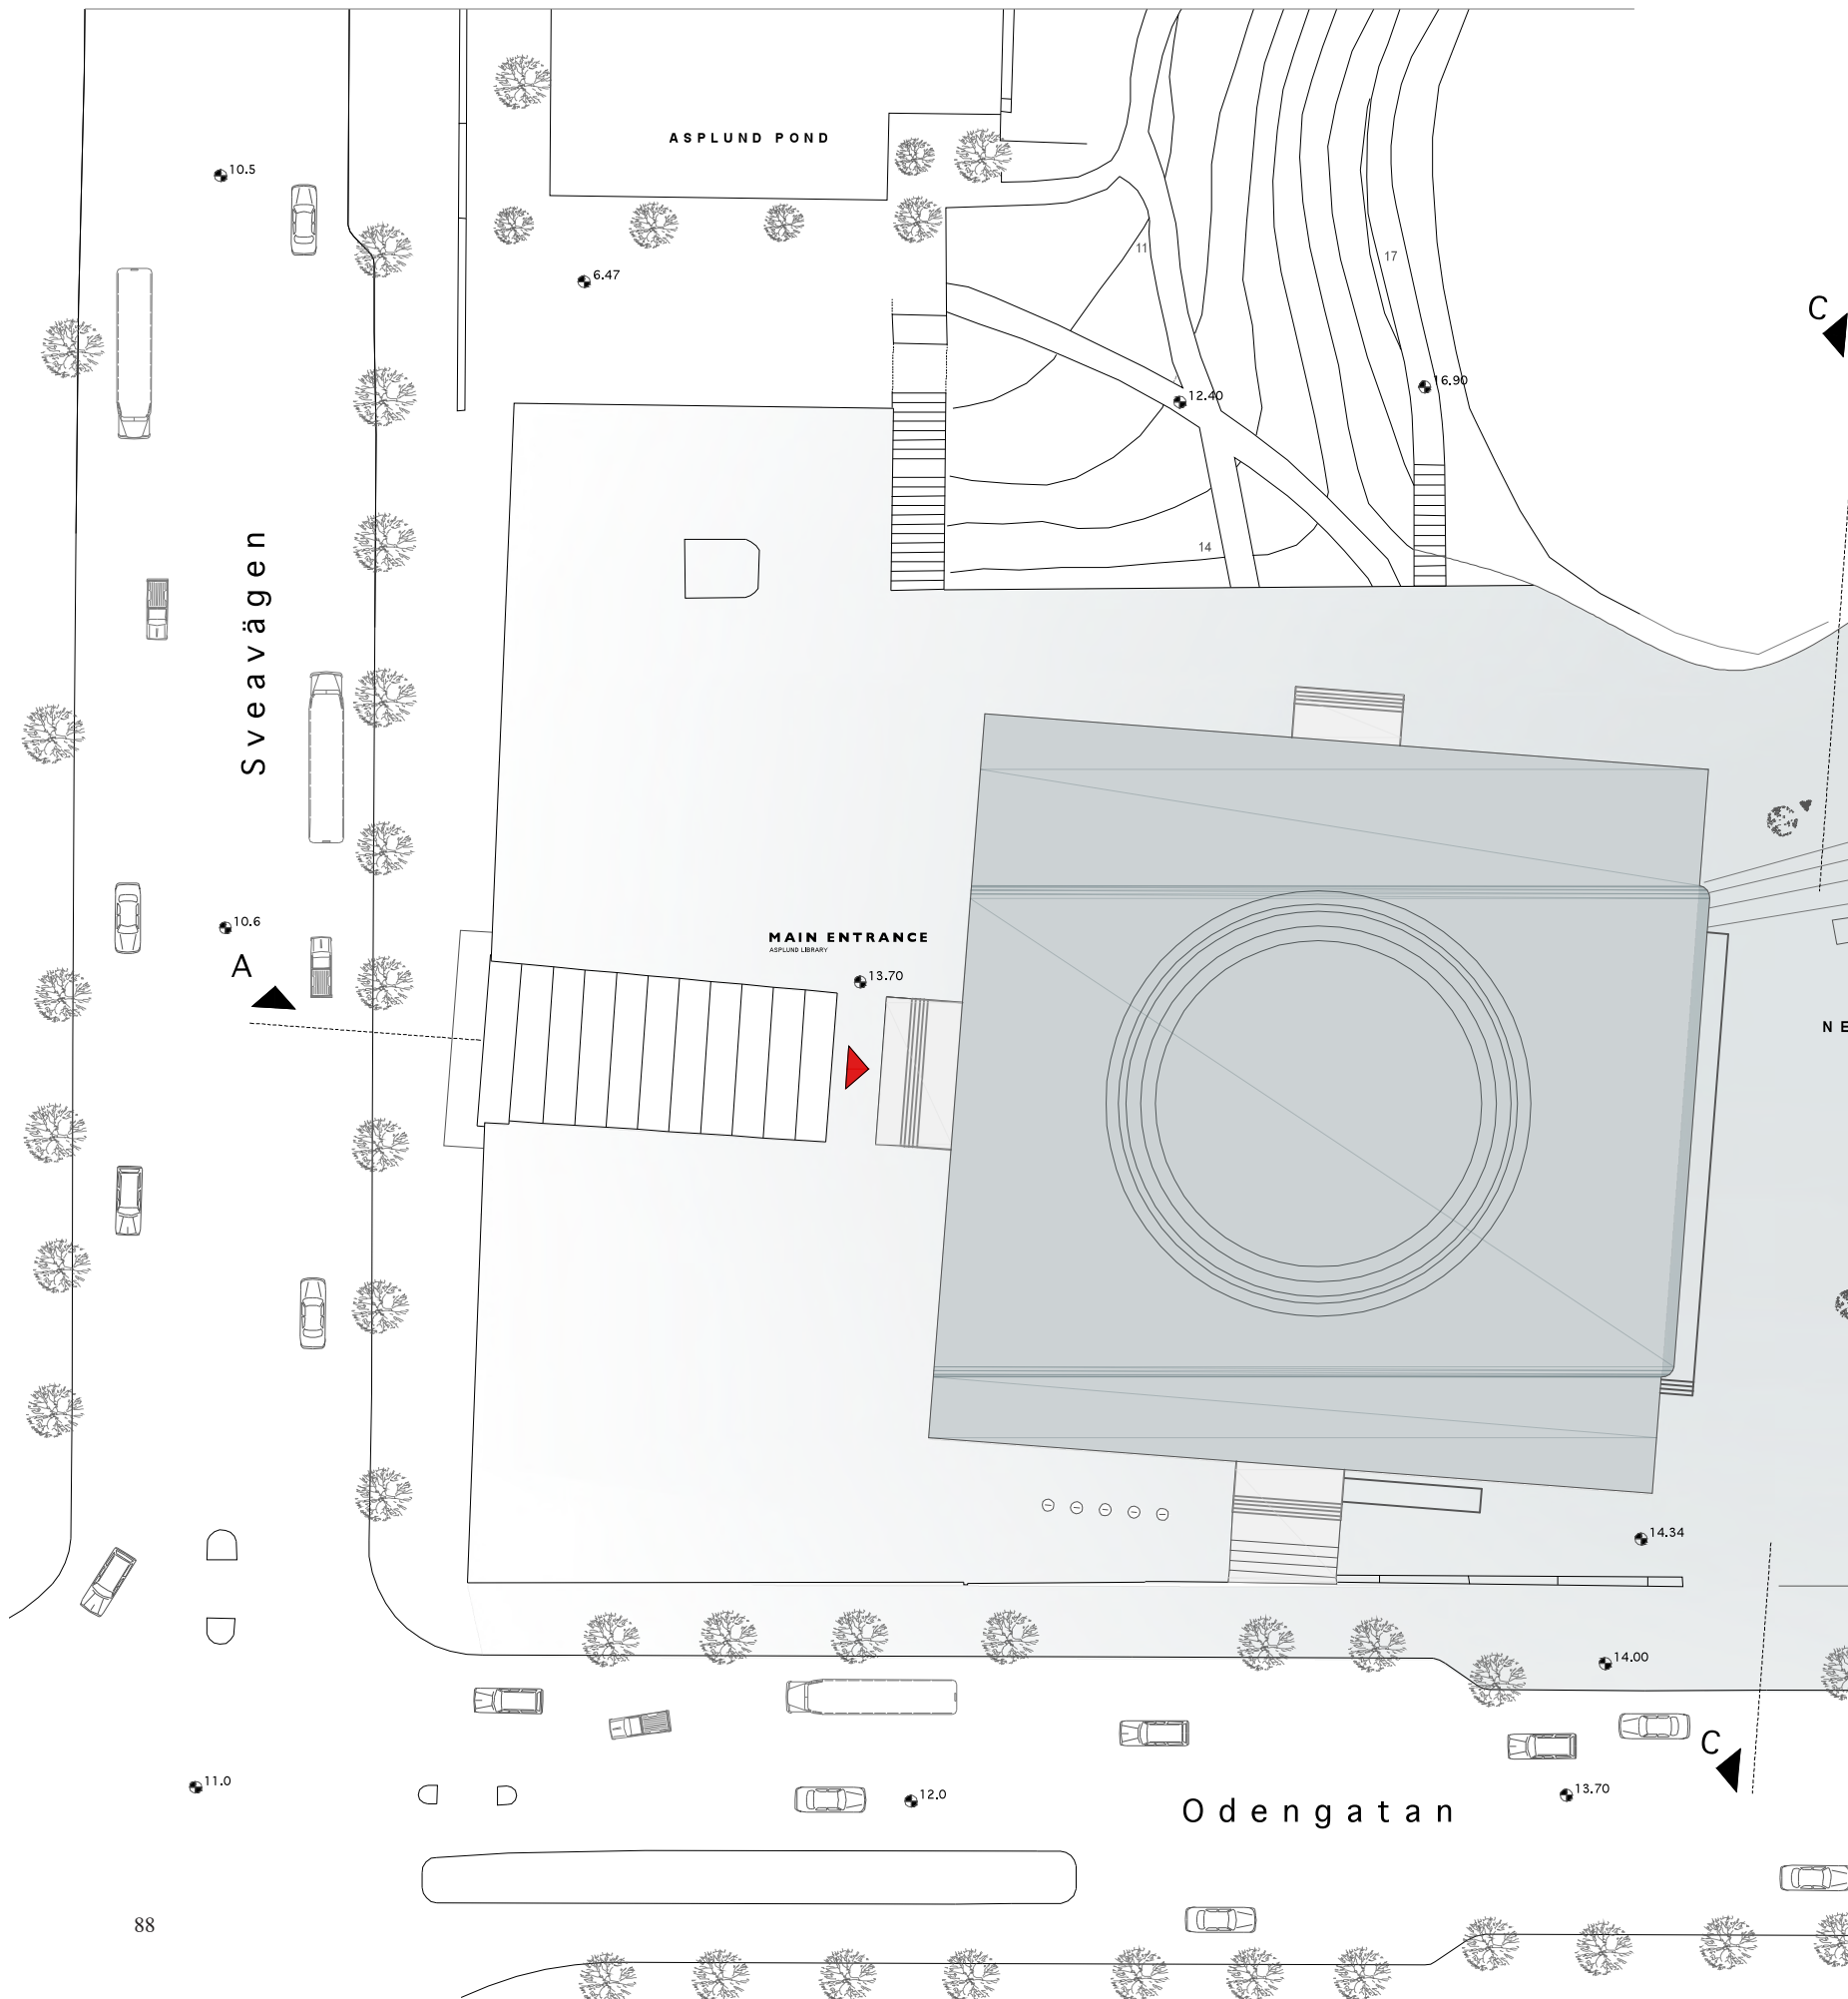 ASPLUND POND
10.5
11
17
6.47
C
16.90
12.40
Sveavägen
14
10.6
MAIN ENTRANCE
ASPLUND LIBRARY
A
13.70
NE
14.34
14.00
C
11.0
12.0
13.70
Odengatan
88